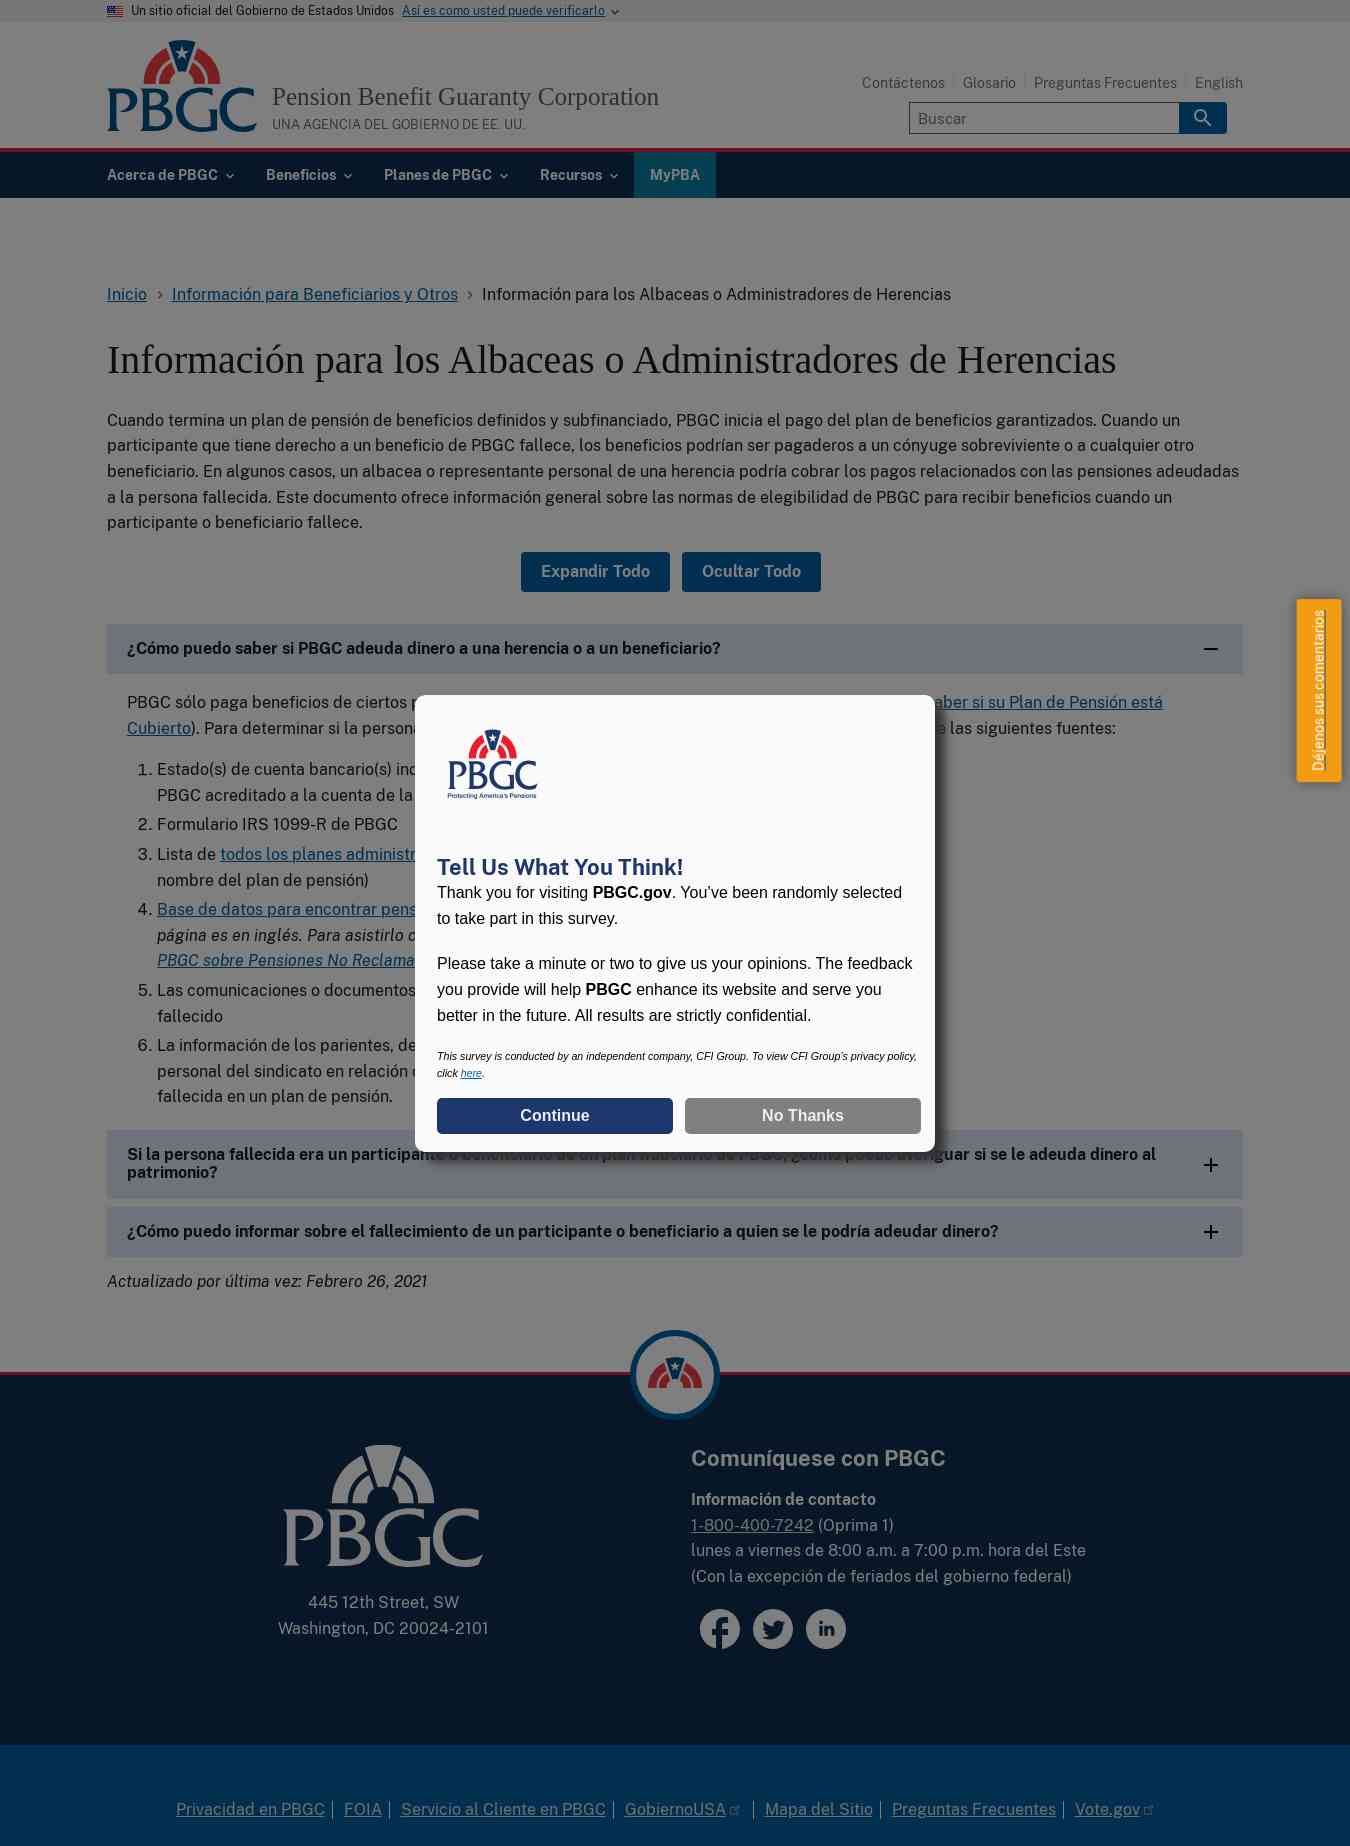 Un sitio oficial del Gobierno de Estados Unidos Así es como usted puede verificarlo
PBGC
Pension Benefit Guaranty Corporation
UNA AGENCIA DEL GOBIERNO DE EE. UU.
Contáctenos Glosario Preguntas Frecuentes English
Buscar
Acerca de PBGC Beneficios Planes de PBGC Recursos MyPBA
Inicio Información para Beneficiarios y Otros Información para los Albaceas o Administradores de Herencias
Información para los Albaceas o Administradores de Herencias
Cuando termina un plan de pensión de beneficios definidos y subfinanciado, PBGC inicia el pago del plan de beneficios garantizados. Cuando un
participante que tiene derecho a un beneficio de PBGC fallece, los beneficios podrían ser pagaderos a un cónyuge sobreviviente o a cualquier otro
beneficiario. En algunos casos, un albacea o representante personal de una herencia podría cobrar los pagos relacionados con las pensiones adeudadas
a la persona fallecida. Este documento ofrece información general sobre las normas de elegibilidad de PBGC para recibir beneficios cuando un
participante o beneficiario fallece.
Expandir Todo Ocultar Todo
Déjenos sus comentarios
¿Cómo puedo saber si PBGC adeuda dinero a una herencia o a un beneficiario?
PBGC sólo paga beneficios de ciertos aber si su Plan de Pensión está
Cubierto). Para determinar si la persona las siguientes fuentes:
1. Estado(s) de cuenta bancario(s)
PBGC acreditado a la cuenta de la
2. Formulario IRS 1099-R de PBGC
3. Lista de todos los planes
nombre del plan de pensión)
4. Base de datos para encontrar
página es en inglés. Para asistirlo
PBGC sobre Pensiones No
5. Las comunicaciones o documentos
fallecido
6. La información de los parientes,
personal del sindicato en relación
fallecida en un plan de pensión.
PBGC
Protecting America's Pensions
Tell Us What You Think!
Thank you for visiting PBGC.gov. You've been randomly selected
to take part in this survey.
Please take a minute or two to give us your opinions. The feedback
you provide will help PBGC enhance its website and serve you
better in the future. All results are strictly confidential.
This survey is conducted by an independent company, CFI Group. To view CFI Group's privacy policy,
click here.
Continue No Thanks
Si la persona fallecida era un participante o beneficiario de un plan fiduciario de PBGC, ¿cómo puedo averiguar si se le adeuda dinero al
patrimonio?
¿Cómo puedo informar sobre el fallecimiento de un participante o beneficiario a quien se le podría adeudar dinero?
Actualizado por última vez: Febrero 26, 2021
PBGC
445 12th Street, SW
Washington, DC 20024-2101
Comuníquese con PBGC
Información de contacto
1-800-400-7242 (Oprima 1)
lunes a viernes de 8:00 a.m. a 7:00 p.m. hora del Este
(Con la excepción de feriados del gobierno federal)
Privacidad en PBGC FOIA Servicio al Cliente en PBGC GobiernoUSA Mapa del Sitio Preguntas Frecuentes Vote.gov